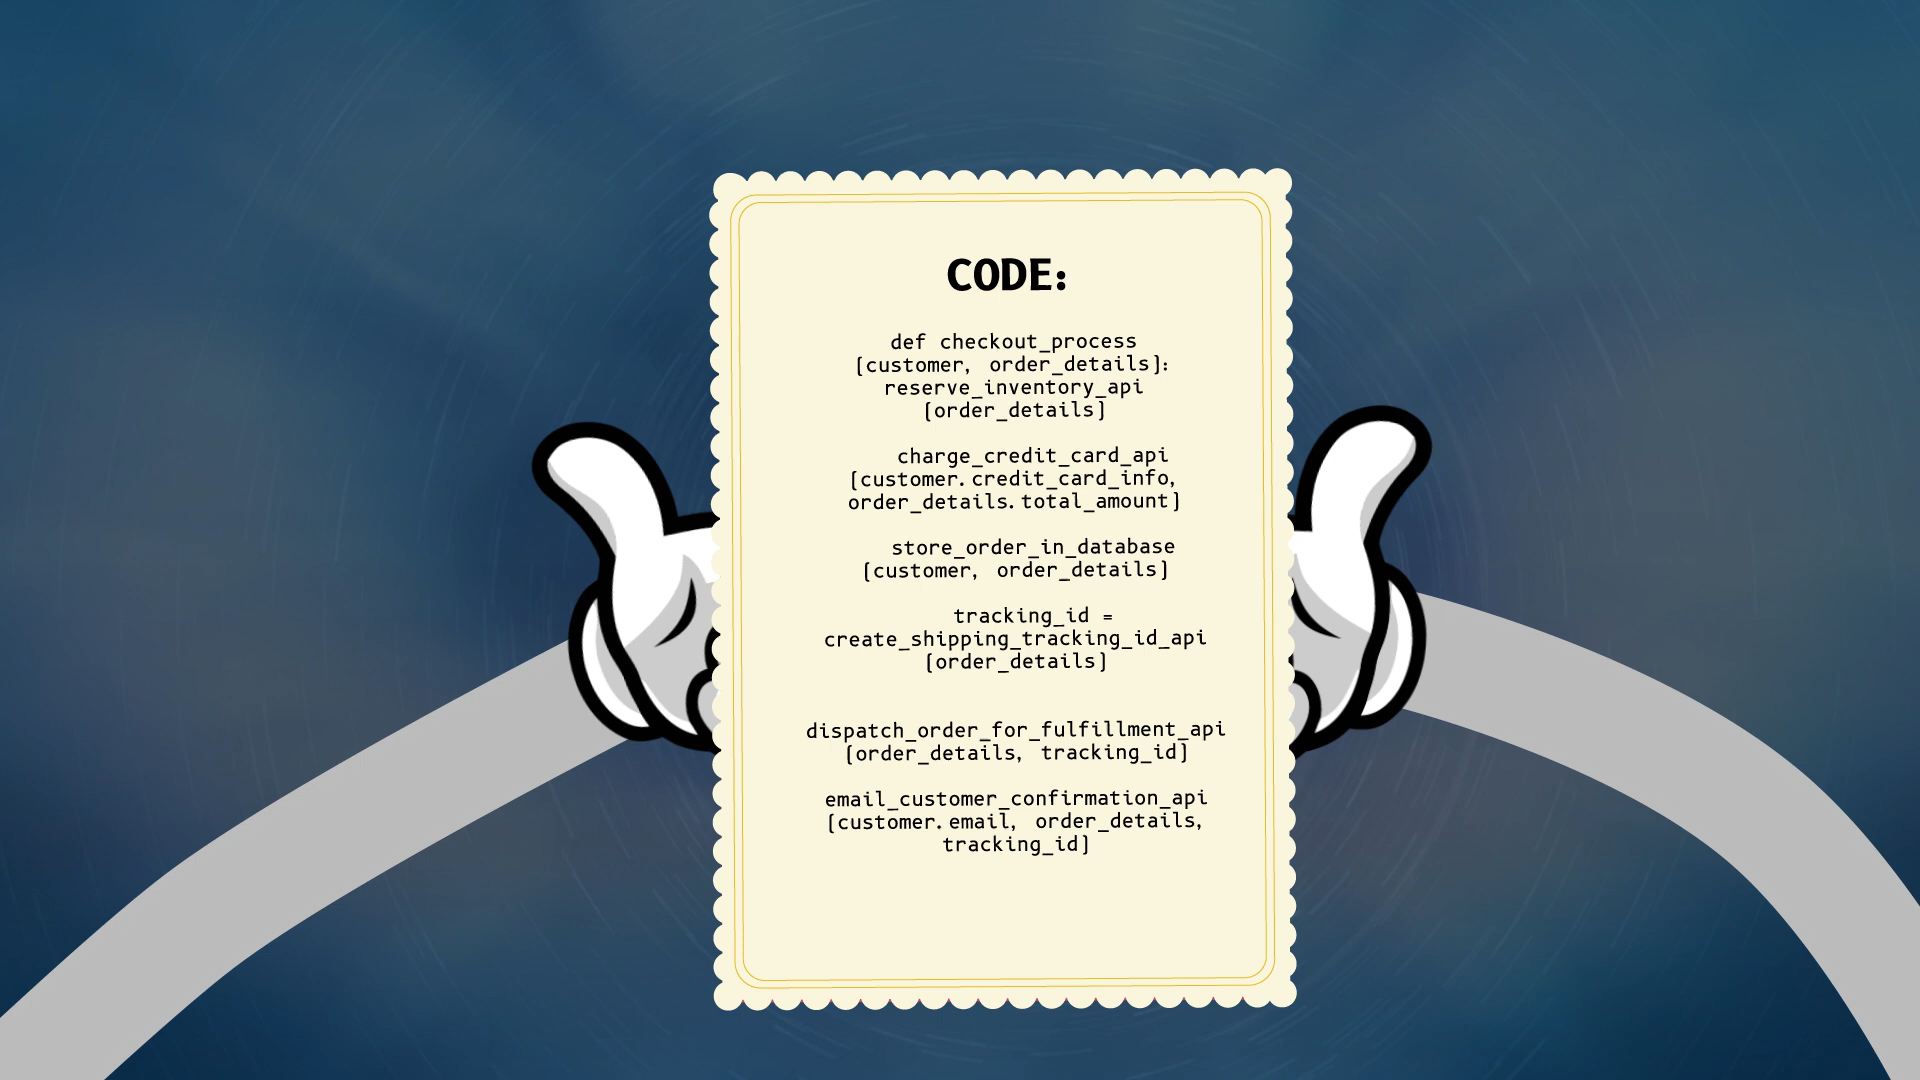 CODE:
def checkout_process
[customer, order_details]:
reserve_inventory_api
[order_details]
charge_credit_card_api
[customer.credit_card_info,
order_details.total_amount]
store_order_in_database
[customer, order_details]
tracking_id =
create_shipping_tracking_id_api
[order_details]
dispatch_order_for_fulfillment_api
[order_details, tracking_id]
email_customer_confirmation_api
[customer.email, order_details,
tracking_id]